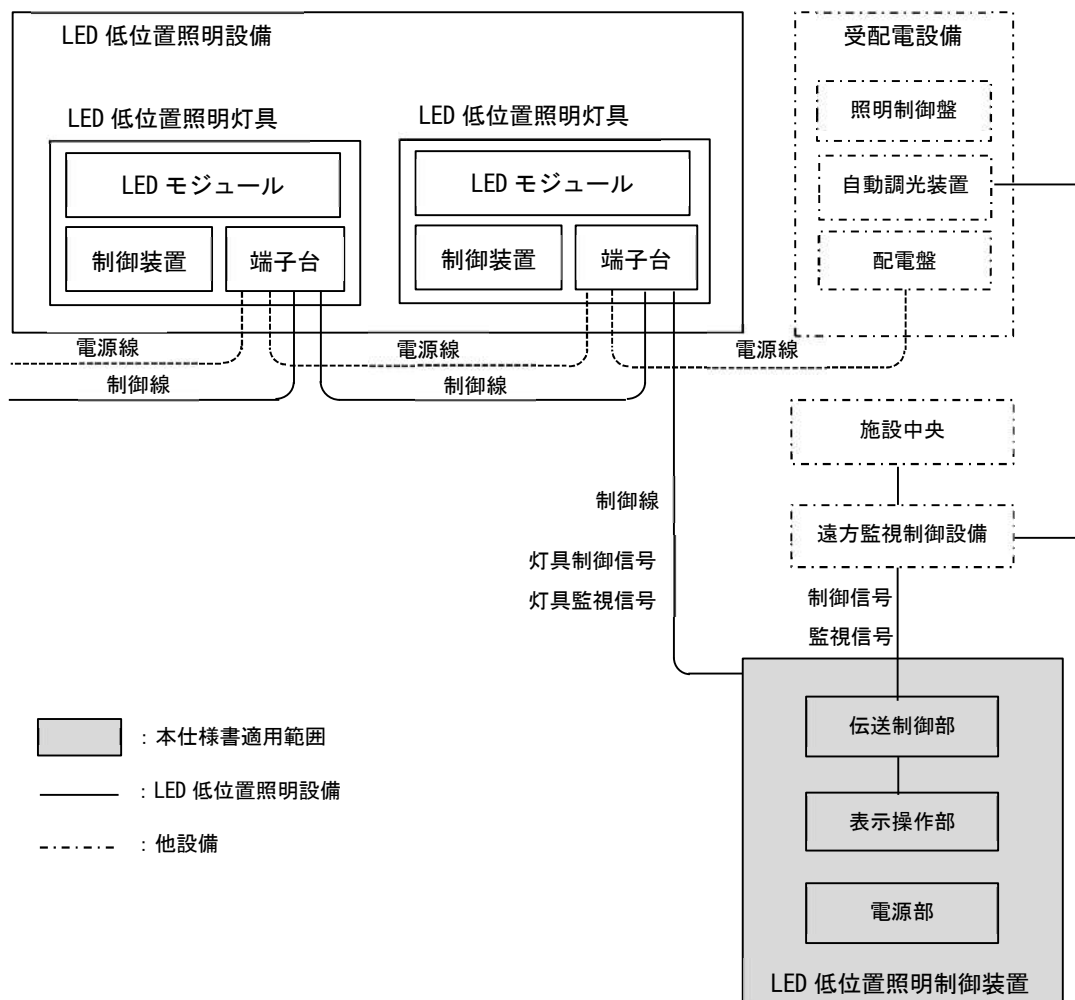 LED 低位置照明設備
LED 低位置照明灯具
LED モジュール
制御装置
端子台
LED 低位置照明灯具
LED モジュール
制御装置
端子台
電源線
電源線
電源線
制御線
制御線
受配電設備
照明制御盤
自動調光装置
配電盤
施設中央
遠方監視制御設備
制御線
灯具制御信号
灯具監視信号
制御信号
監視信号
伝送制御部
表示操作部
電源部
LED 低位置照明制御装置
：本仕様書適用範囲
：LED 低位置照明設備
：他設備